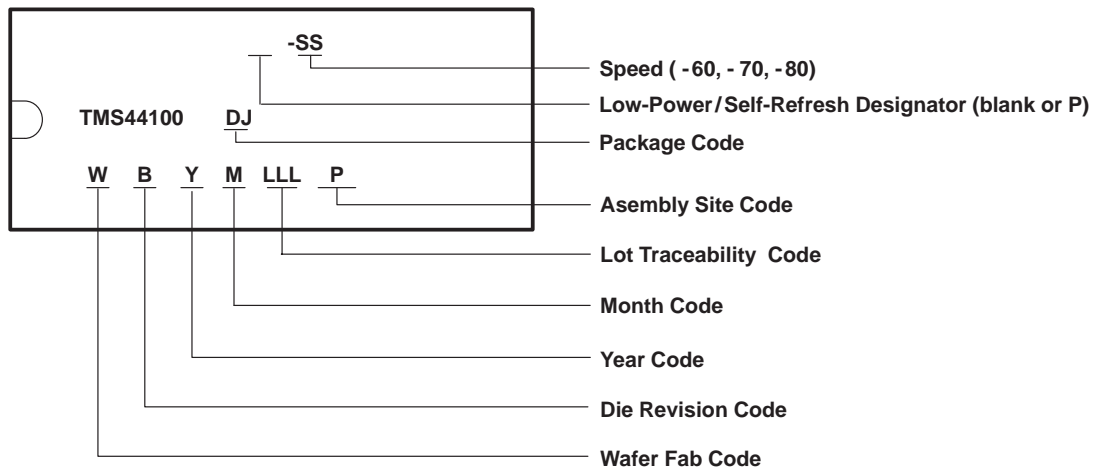 -SS
Speed ( -60, - 70, -80)
Low-Power/Self-Refresh Designator (blank or P)
TMS44100 DJ
Package Code
W B Y M LLL P
Asembly Site Code
Lot Traceability Code
Month Code
Year Code
Die Revision Code
Wafer Fab Code